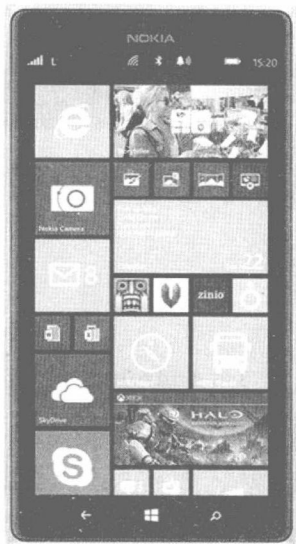 NOKIA
L 15:20
Nokia Camera
22
8
zinio
SkyDrive
XBOX
HALO
S